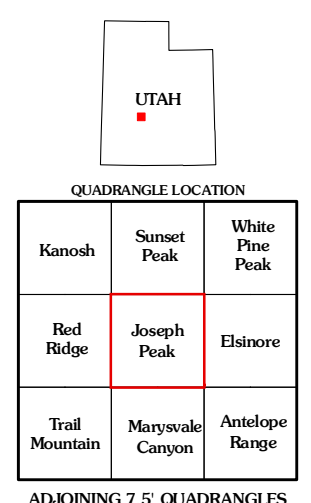 UTAH
QUADRANGLE LOCATION
Kanosh
Sunset
Peak
White
Pine
Peak
Red
Ridge
Joseph
Peak
Elsinore
Trail
Mountain
Marysvale
Canyon
Antelope
Range
ADJOINING 7.5' QUADRANGLES